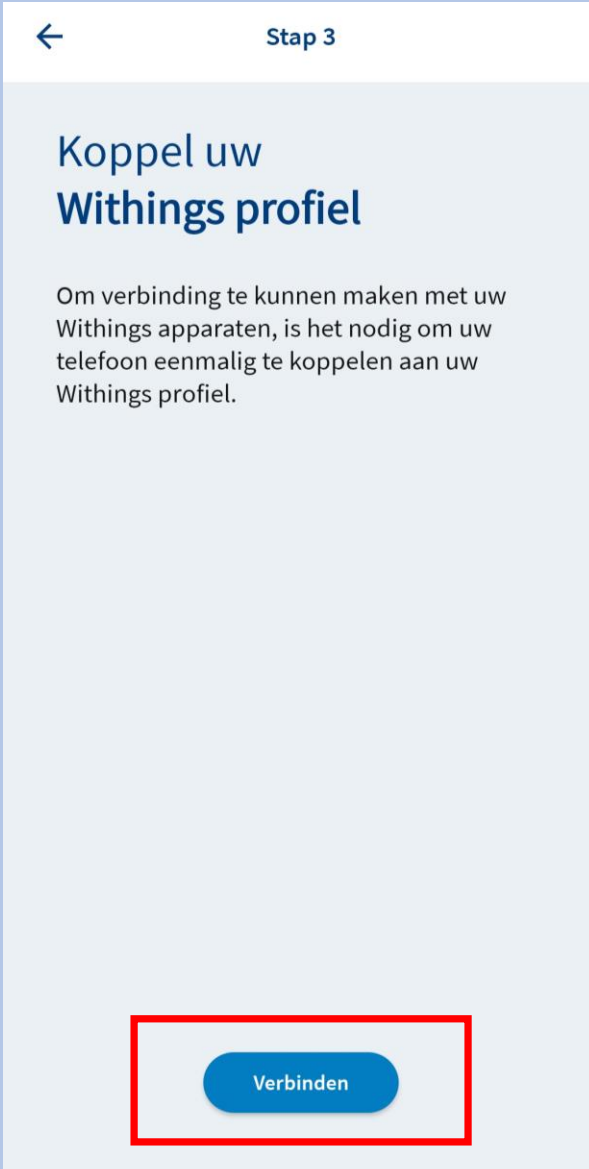 Stap 3
Koppel uw
Withings profiel
Om verbinding te kunnen maken met uw
Withings apparaten, is het nodig om uw
telefoon eenmalig te koppelen aan uw
Withings profiel.
Verbinden